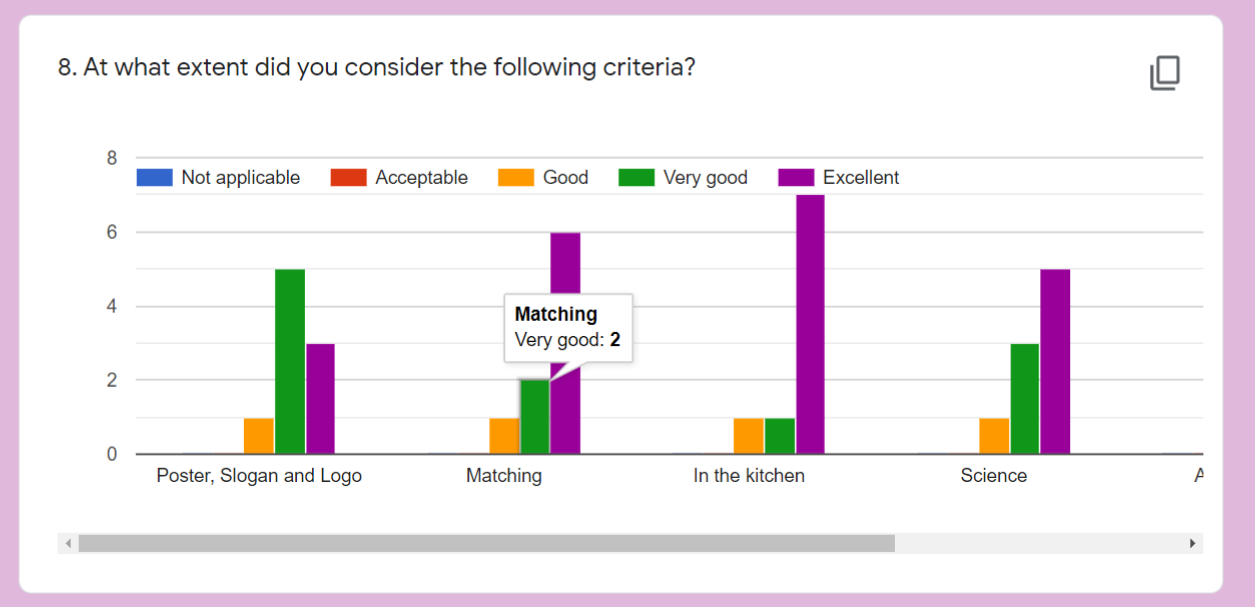 8. At what extent did you consider the following criteria?
8
Not applicable Acceptable Good Very good Excellent
6
4
Matching
Very good: 2
2
0
Poster, Slogan and Logo Matching In the kitchen Science